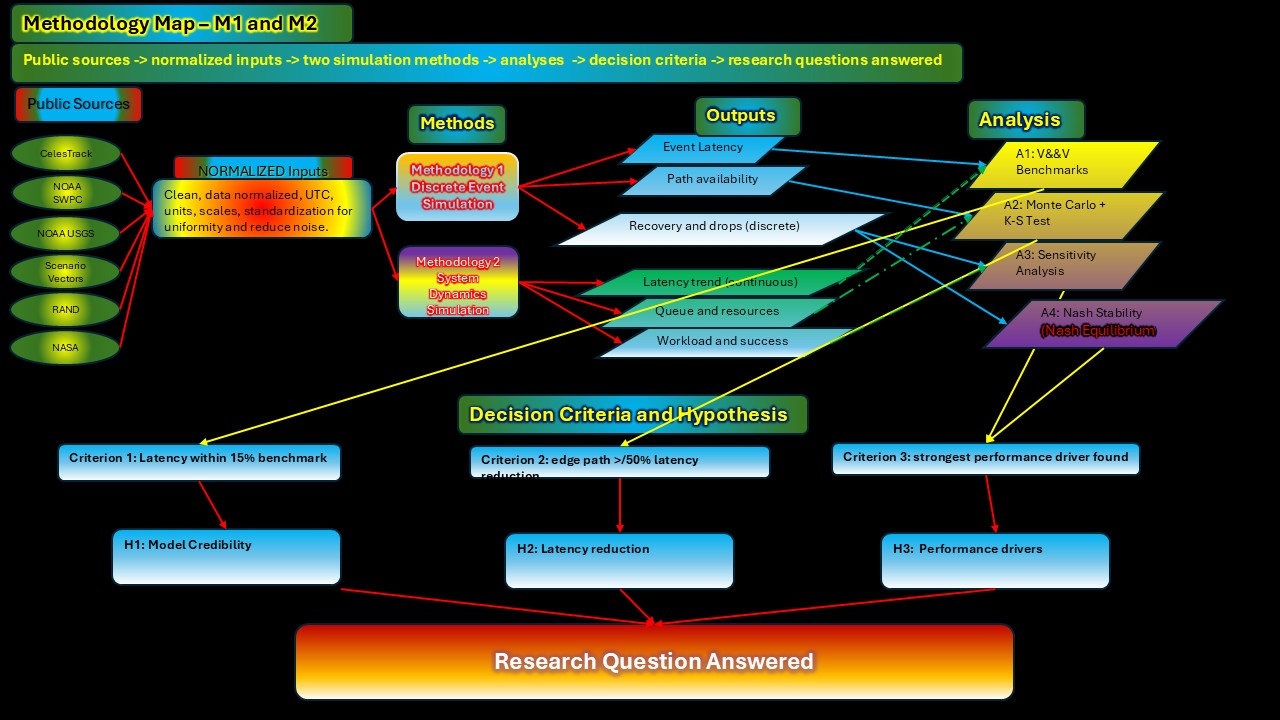 Methodology Map – M1 and M2
Public sources -> normalized inputs -> two simulation methods -> analyses -> decision criteria -> research questions answered
Public Sources
CelesTrack
NOAA
SWPC
NOAA USGS
Scenario
Vectors
RAND
NASA
NORMALIZED Inputs
Clean, data normalized, UTC,
units, scales, standardization for
uniformity and reduce noise.
Methods
Methodology 1
Discrete Event
Simulation
Methodology 2
System
Dynamics
Simulation
Outputs
Event Latency
Path availability
Recovery and drops (discrete)
Latency trend (continuous)
Queue and resources
Workload and success
Analysis
A1: V&&V
Benchmarks
A2: Monte Carlo +
K-S Test
A3: Sensitivity
Analysis
A4: Nash Stability
(Nash Equilibrium
Decision Criteria and Hypothesis
Criterion 1: Latency within 15% benchmark
Criterion 2: edge path >/50% latency
reduction
Criterion 3: strongest performance driver found
H1: Model Credibility
H2: Latency reduction
H3: Performance drivers
Research Question Answered